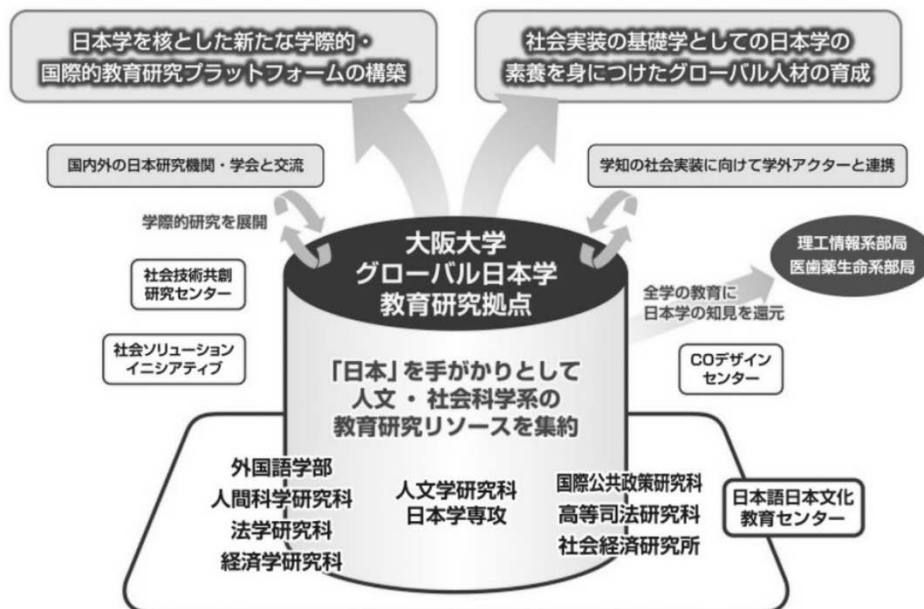 日本学を核とした新たな学際的・
国際的教育研究プラットフォームの構築
社会実装の基礎学としての日本学の
素養を身につけたグローバル人材の育成
国内外の日本研究機関・学会と交流
学知の社会実装に向けて学外アクターと連携
学際的研究を展開
大阪大学
グローバル日本学
教育研究拠点
理工情報系部局
医歯薬生命系部局
社会技術共創
研究センター
全学の教育に
日本学の知見を還元
社会ソリューション
イニシアティブ
COデザイン
センター
「日本」を手がかりとして
人文・社会科学系の
教育研究リソースを集約
外国語学部
人間科学研究科
法学研究科
経済学研究科
人文学研究科
日本学専攻
国際公共政策研究科
高等司法研究科
社会経済研究所
日本語日本文化
教育センター